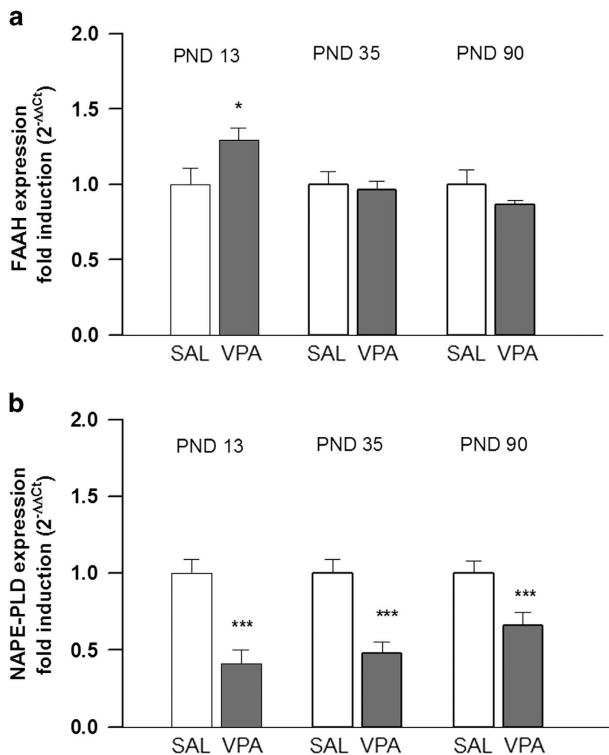 a
FAAH expression
fold induction (2^-ΛΛCt)
2.0
1.5
1.0
0.5
0.0
PND 13 PND 35 PND 90
*
SAL VPA SAL VPA SAL VPA
b
NAPE-PLD expression
fold induction (2^-ΛΛCt)
2.0
1.5
1.0
0.5
0.0
PND 13 PND 35 PND 90
*** *** ***
SAL VPA SAL VPA SAL VPA